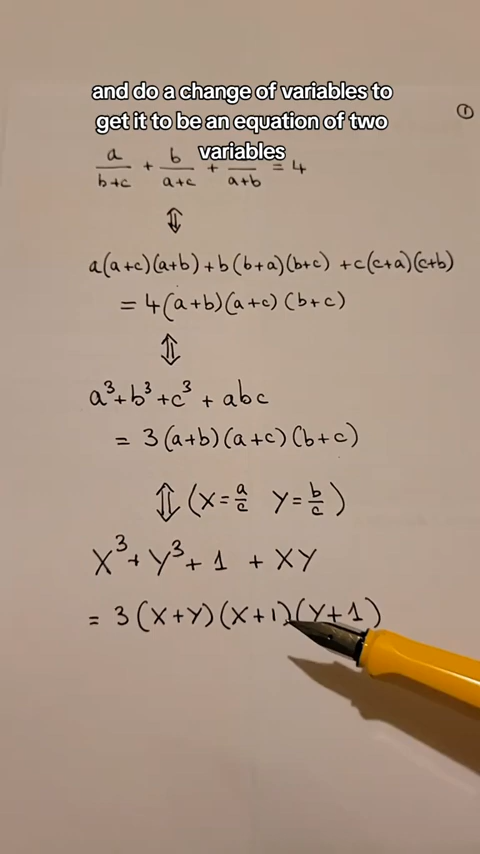 and do a change of variables to
get it to be an equation of two
variables
①
a/(b+c) + b/(a+c) + /(a+b) = 4
⇕
a(a+c)(a+b)+b(b+a)(b+c)+c(c+a)(c+b)
= 4(a+b)(a+c)(b+c)
⇕
a³+b³+c³ + abc
= 3(a+b)(a+c)(b+c)
⇕ (X=a/c Y=b/c)
X³+Y³+1 + XY
= 3(X+Y)(X+1)(Y+1)